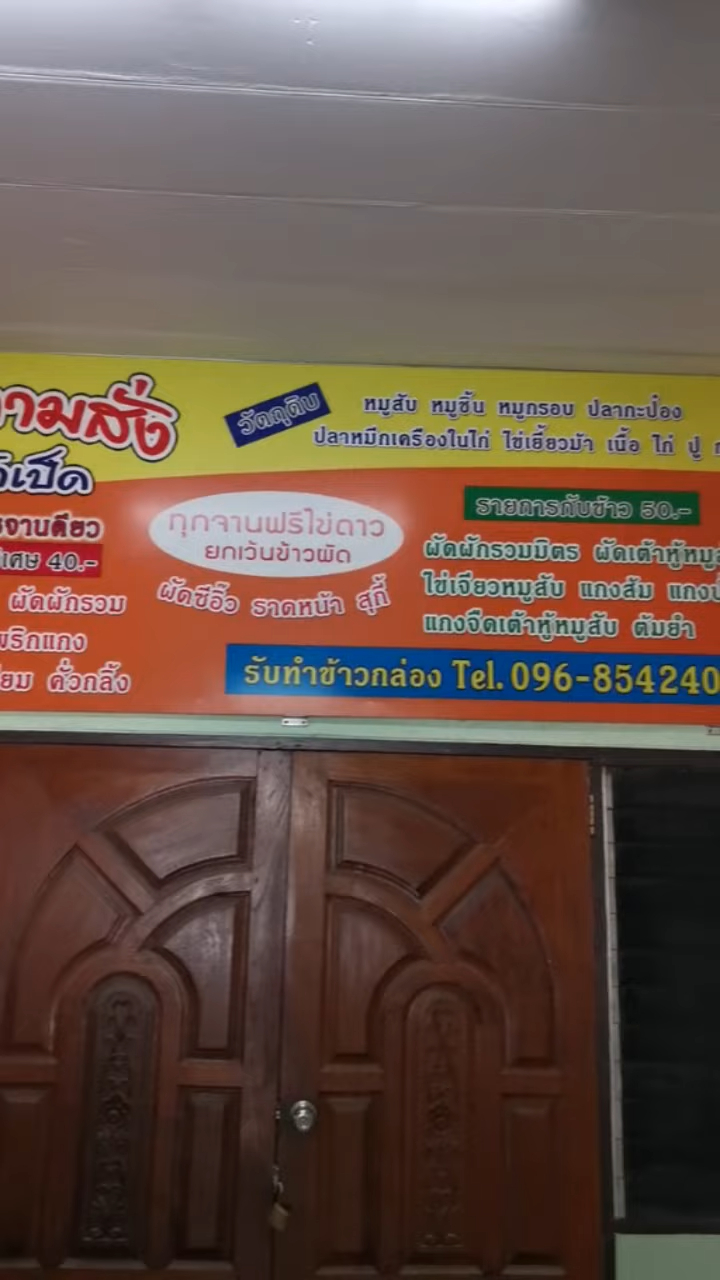 ตามสั่ง
วัตถุดิบ
หมูสับ หมูชิ้น หมูกรอบ ปลากะป๋อง
ปลาหมึกเครื่องในไก่ ไข่เยี่ยวม้า เนื้อ ไก่ ปู
เป็ด
จานเดียว
เศษ 40.-
ผัดผักรวม
พริกแกง
คั่วกลิ้ง
ทุกจานฟรีไข่ดาว
ยกเว้นข้าวผัด
ผัดซีอิ๊ว ราดหน้า สุกี้
รายการกับข้าว 50.-
ผัดผักรวมมิตร ผัดเต้าหู้หมู
ไข่เจียวหมูสับ แกงส้ม แกง
แกงจืดเต้าหู้หมูสับ ต้มยำ
รับทำข้าวกล่อง Tel. 096-854240